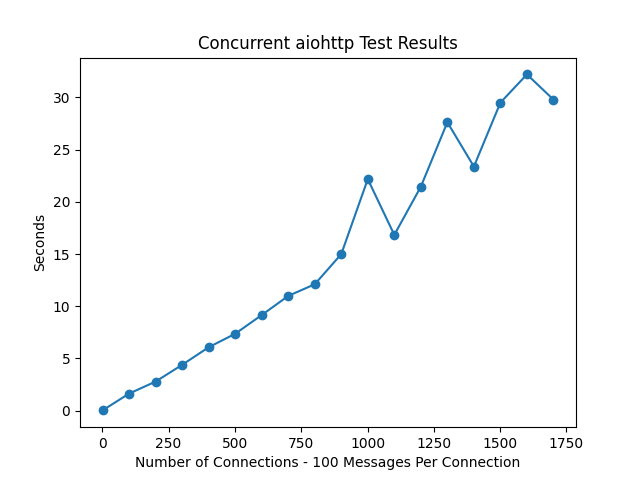 Concurrent aiohttp Test Results
Seconds
30
25
20
15
10
5
0
0 250 500 750 1000 1250 1500 1750
Number of Connections - 100 Messages Per Connection